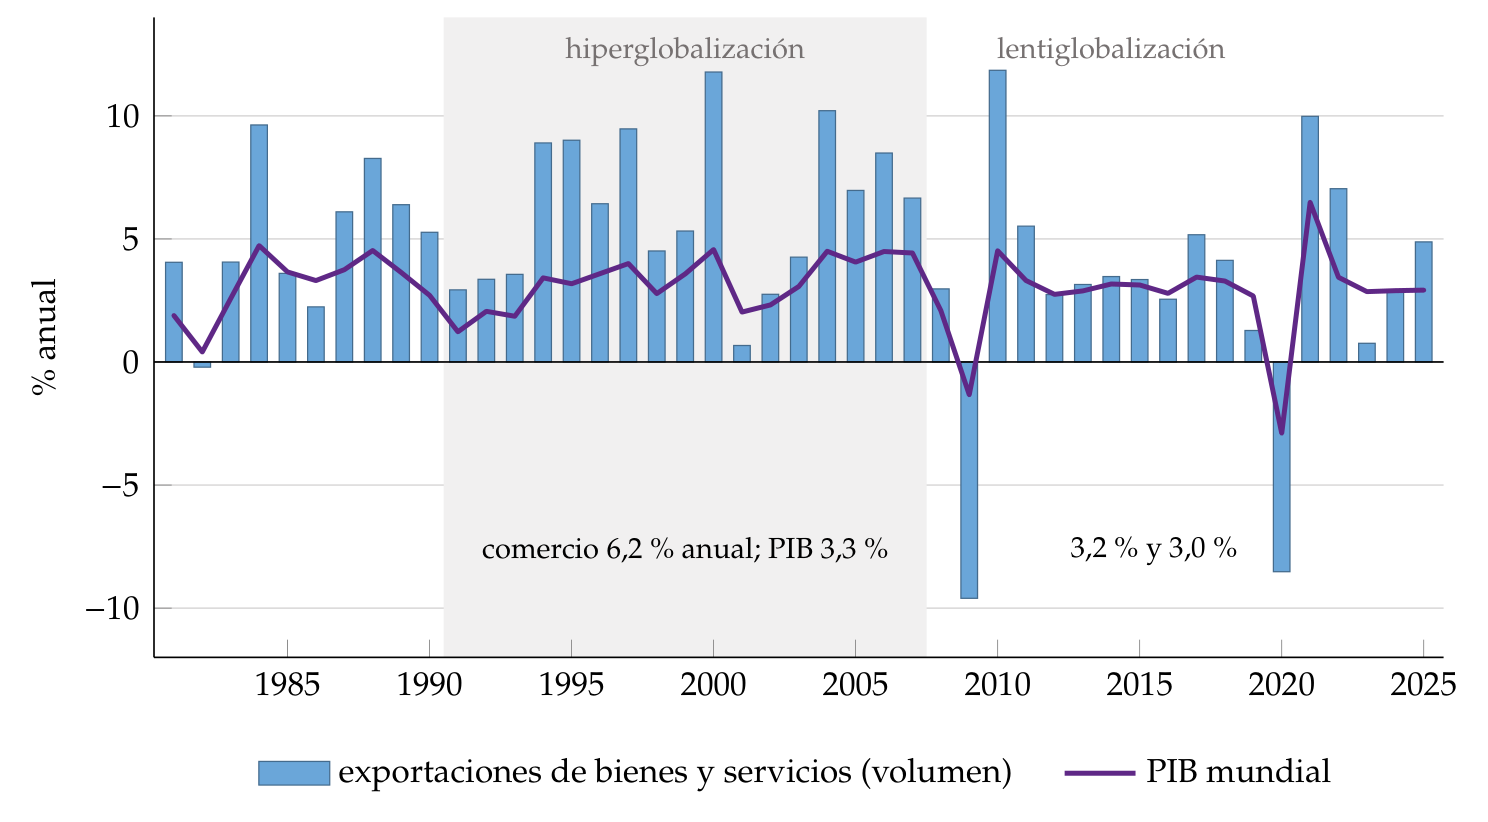 hiperglobalización
lentiglobalización
% anual
10
5
0
−5
−10
comercio 6,2 % anual; PIB 3,3 %
3,2 % y 3,0 %
1985
1990
1995
2000
2005
2010
2015
2020
2025
exportaciones de bienes y servicios (volumen)
PIB mundial